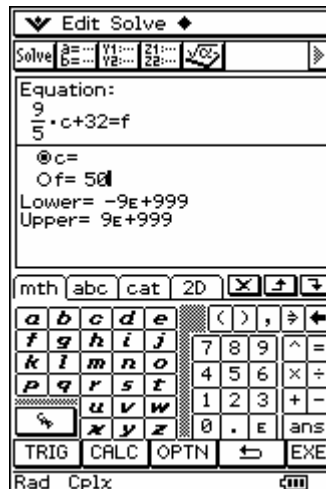 Edit Solve
Solve
Equation:
9/5·c+32=f
c=
f= 50
Lower= -9E+999
Upper= 9E+999
mth abc cat 2D
a b c d e ( ) ,
f g h i j 7 8 9 ^ =
k l m n o 4 5 6 × ÷
p q r s t 1 2 3 + -
u v w 0 . E ans
x y z
TRIG CALC OPTN EXE
Rad Cplx